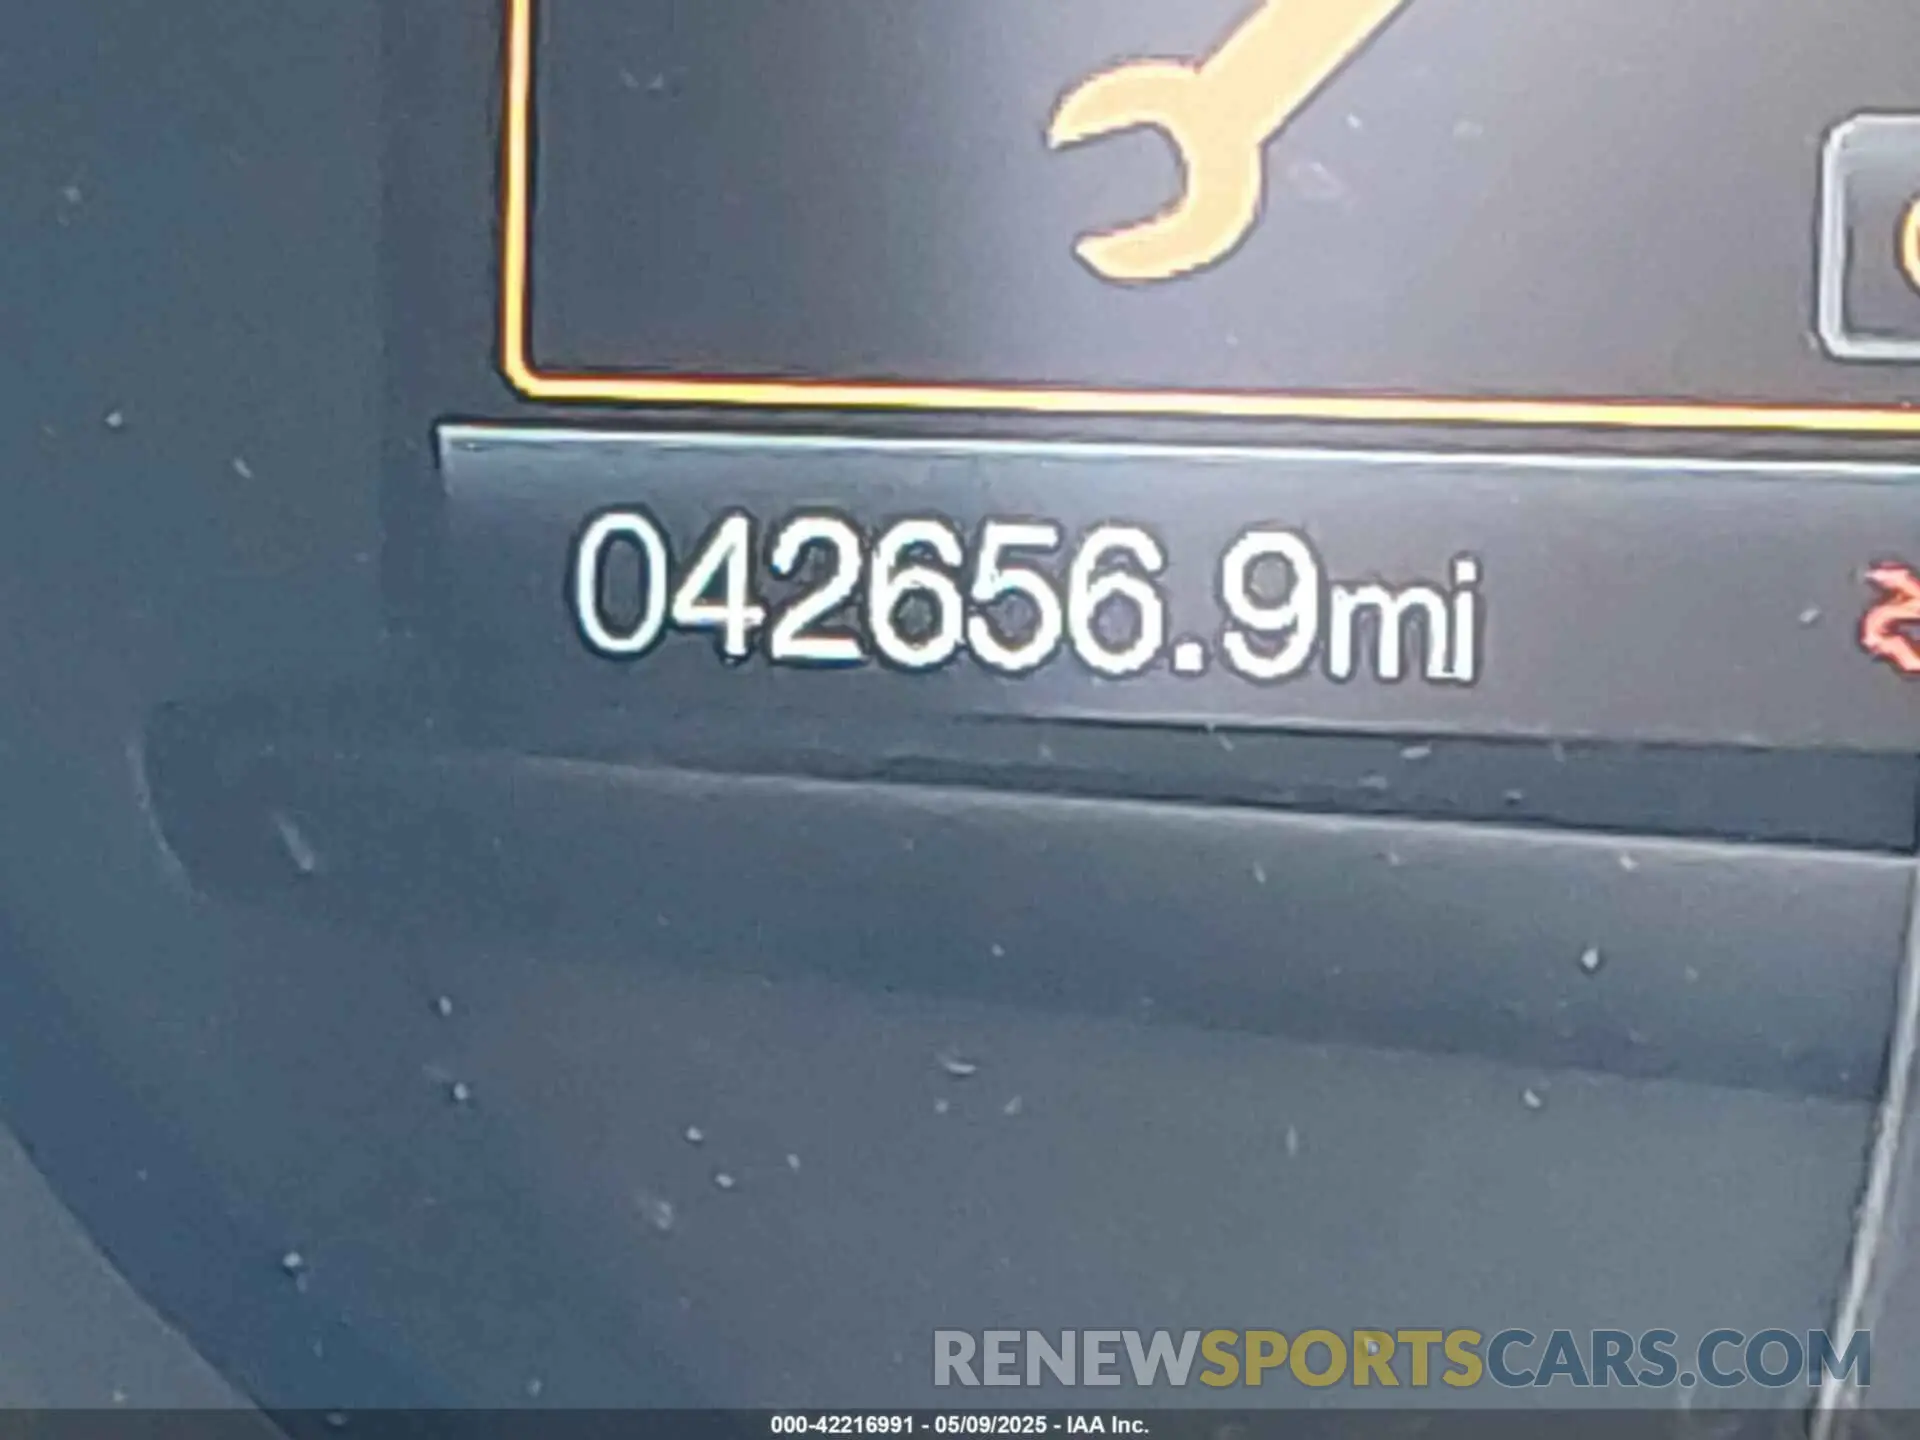 042656.9mi
RENEWSPORTSCARS.COM
000-42216991 - 05/09/2025 - IAA Inc.